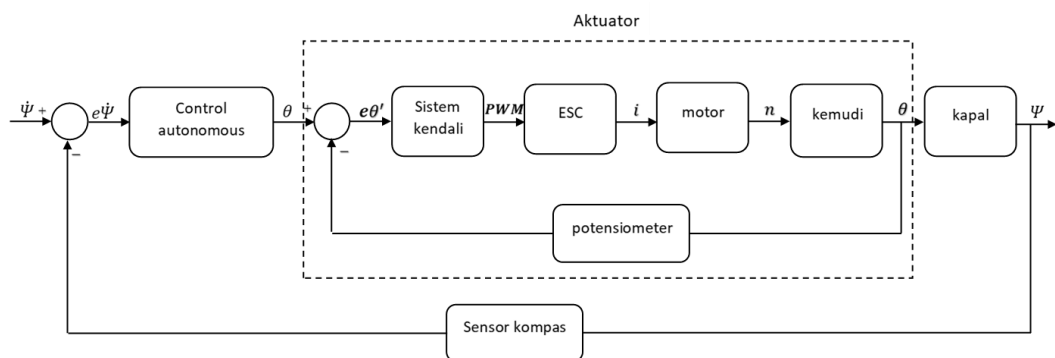 Aktuator
Ψ̇ +
−
eΨ̇
Control
autonomous
θ
+
−
eθ′
Sistem
kendali
PWM
ESC
i
motor
n
kemudi
θ
kapal
Ψ
potensiometer
Sensor kompas